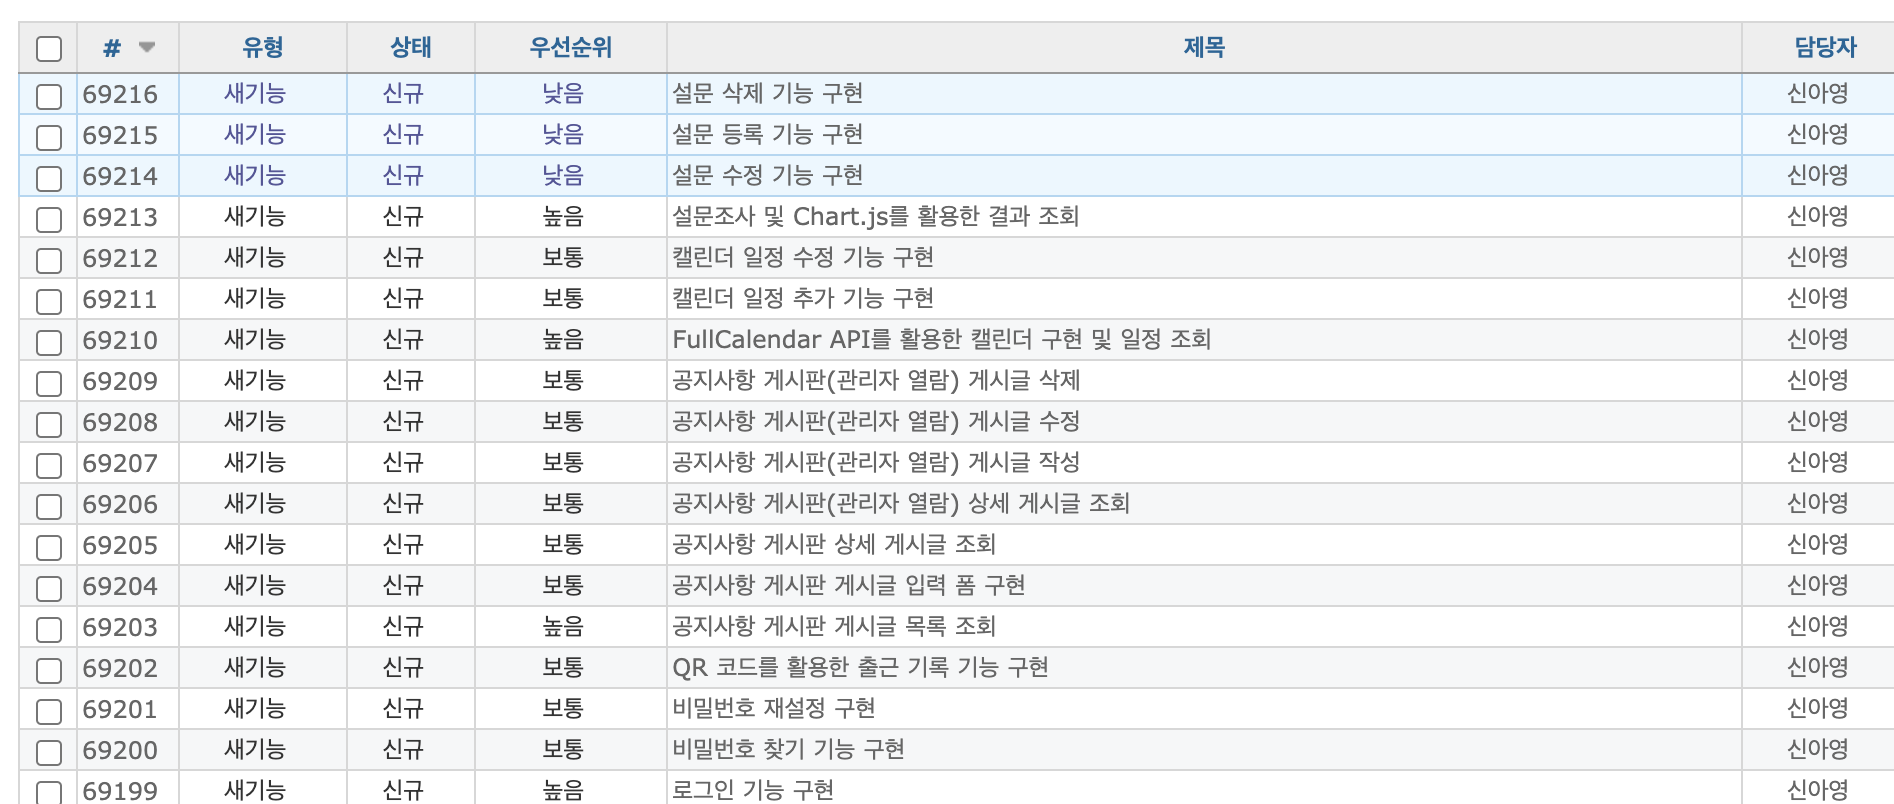 # 유형 상태 우선순위 제목 담당자
69216 새기능 신규 낮음 설문 삭제 기능 구현 신아영
69215 새기능 신규 낮음 설문 등록 기능 구현 신아영
69214 새기능 신규 낮음 설문 수정 기능 구현 신아영
69213 새기능 신규 높음 설문조사 및 Chart.js를 활용한 결과 조회 신아영
69212 새기능 신규 보통 캘린더 일정 수정 기능 구현 신아영
69211 새기능 신규 보통 캘린더 일정 추가 기능 구현 신아영
69210 새기능 신규 높음 FullCalendar API를 활용한 캘린더 구현 및 일정 조회 신아영
69209 새기능 신규 보통 공지사항 게시판(관리자 열람) 게시글 삭제 신아영
69208 새기능 신규 보통 공지사항 게시판(관리자 열람) 게시글 수정 신아영
69207 새기능 신규 보통 공지사항 게시판(관리자 열람) 게시글 작성 신아영
69206 새기능 신규 보통 공지사항 게시판(관리자 열람) 상세 게시글 조회 신아영
69205 새기능 신규 보통 공지사항 게시판 상세 게시글 조회 신아영
69204 새기능 신규 보통 공지사항 게시판 게시글 입력 폼 구현 신아영
69203 새기능 신규 높음 공지사항 게시판 게시글 목록 조회 신아영
69202 새기능 신규 보통 QR 코드를 활용한 출근 기록 기능 구현 신아영
69201 새기능 신규 보통 비밀번호 재설정 구현 신아영
69200 새기능 신규 보통 비밀번호 찾기 기능 구현 신아영
69199 새기능 신규 높음 로그인 기능 구현 신아영